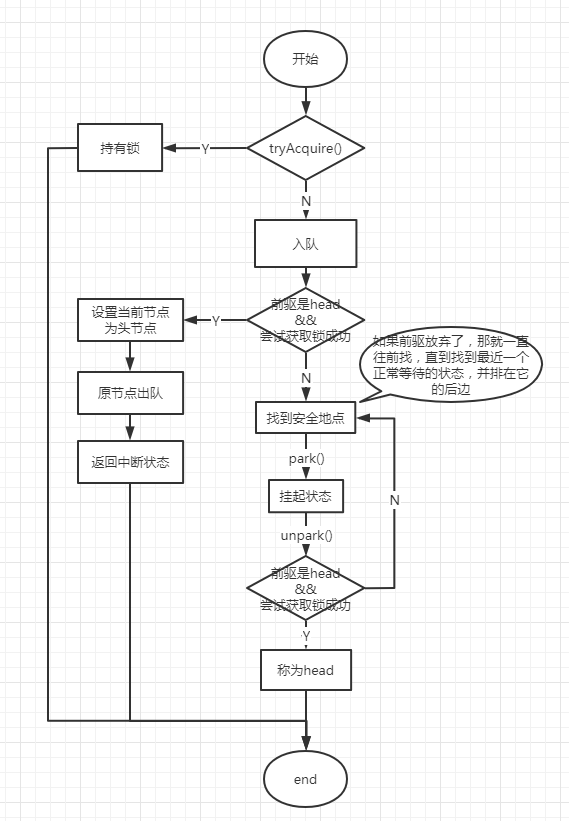 开始
tryAcquire()
Y
持有锁
N
入队
前驱是head
&&
尝试获取锁成功
Y
设置当前节点
为头节点
原节点出队
返回中断状态
N
如果前驱放弃了，那就一直
往前找，直到找到最近一个
正常等待的状态，并排在它
的后边
找到安全地点
park()
挂起状态
unpark()
N
前驱是head
&&
尝试获取锁成功
Y
称为head
end